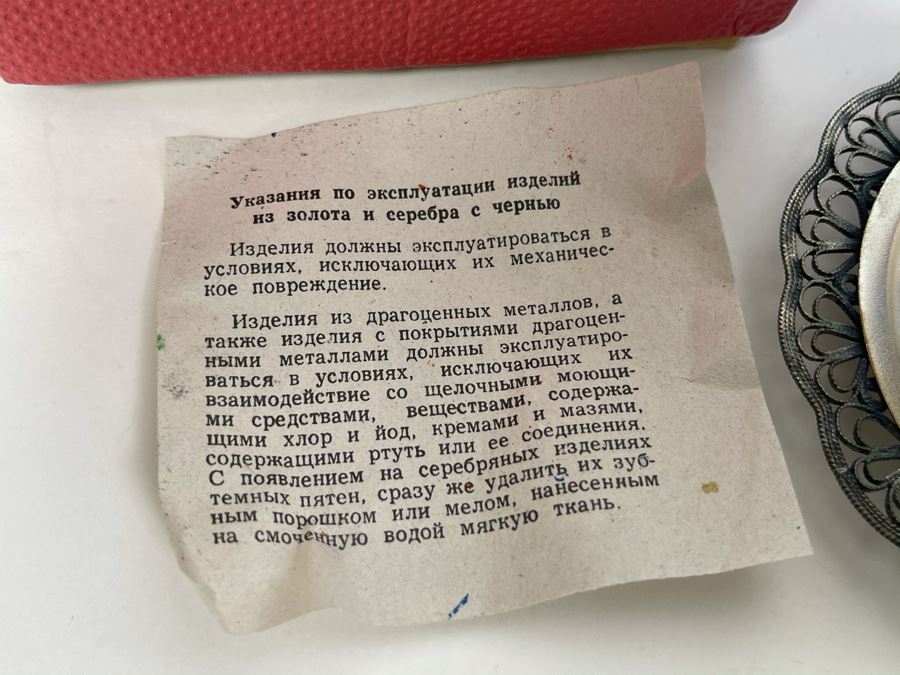 Указания по эксплуатации изделий
из золота и серебра с чернью
Изделия должны эксплуатироваться в
условиях, исключающих их механичес-
кое повреждение.
Изделия из драгоценных металлов, а
также изделия с покрытиями драгоцен-
ными металлами должны эксплуатиро-
ваться в условиях, исключающих их
взаимодействие со щелочными моющи-
ми средствами, веществами, содержа-
щими хлор и йод, кремами и мазями,
содержащими ртуть или ее соединения.
С появлением на серебряных изделиях
темных пятен, сразу же удалить их зуб-
ным порошком или мелом, нанесенным
на смоченную водой мягкую ткань.